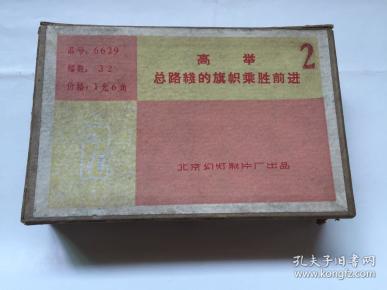 品号：6629
幅数：32
价格：1元6角
高举
总路线的旗帜乘胜前进
2
幻灯
北京幻灯制片厂出品
孔夫子旧书网
www.kongfz.com